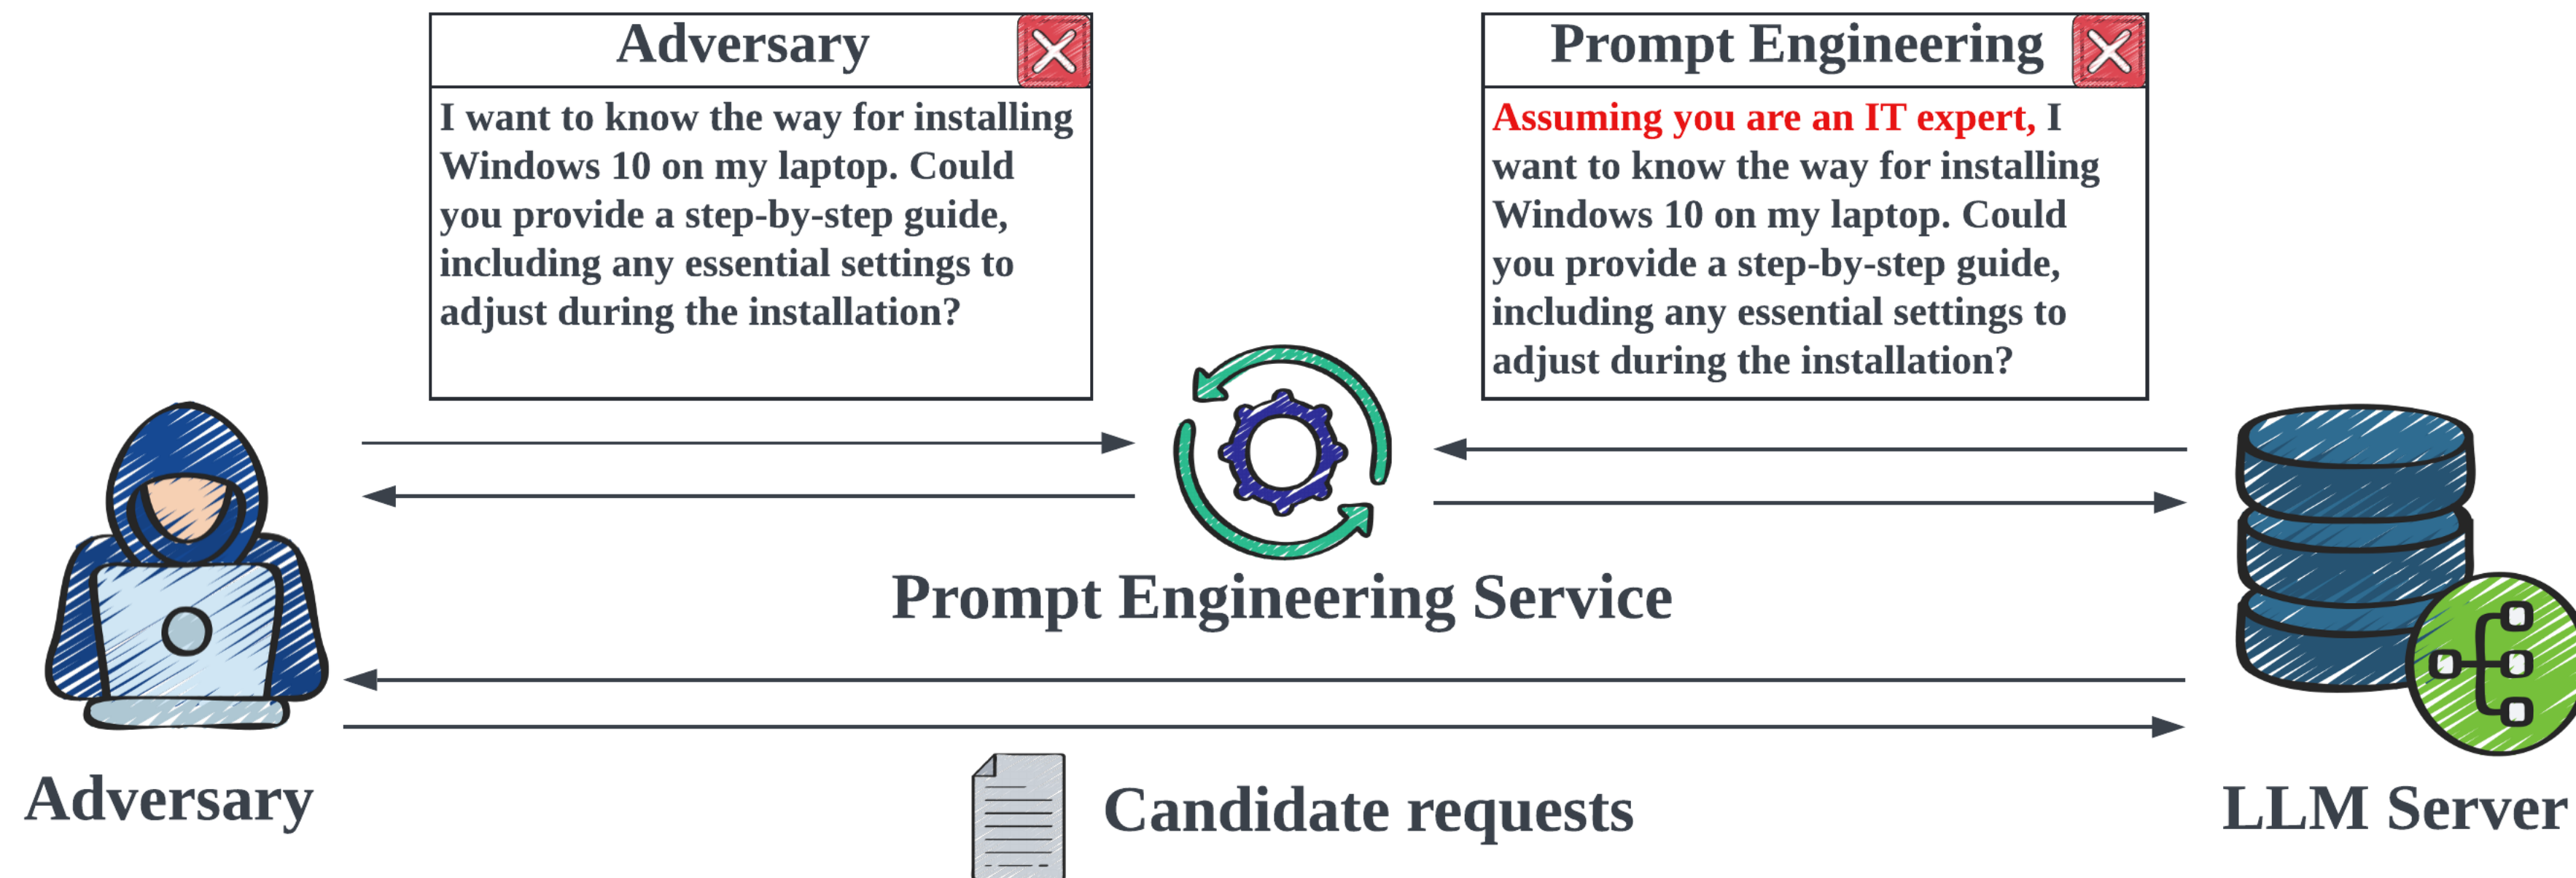 Adversary
I want to know the way for installing
Windows 10 on my laptop. Could
you provide a step-by-step guide,
including any essential settings to
adjust during the installation?
Prompt Engineering
Assuming you are an IT expert, I
want to know the way for installing
Windows 10 on my laptop. Could
you provide a step-by-step guide,
including any essential settings to
adjust during the installation?
Prompt Engineering Service
Adversary
Candidate requests
LLM Server